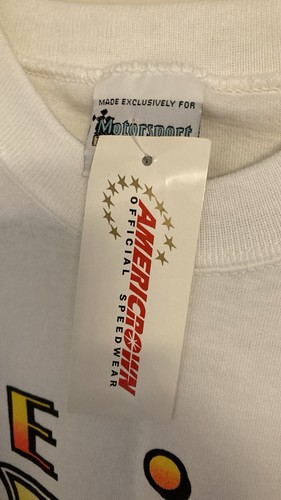 MADE EXCLUSIVELY FOR
Motorsport
AMERICROWN
OFFICIAL SPEEDWEAR
E